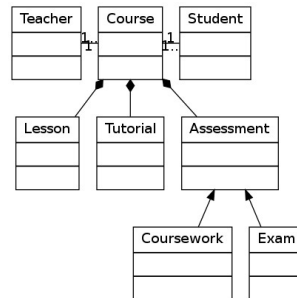 Teacher
Course
Student
1..
1
1
1..
Lesson
Tutorial
Assessment
Coursework
Exam